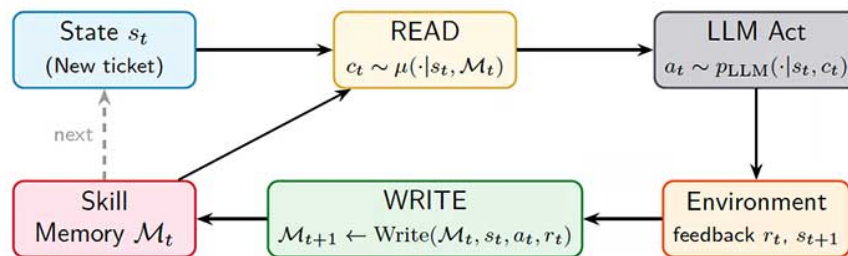 State s_t
(New ticket)
READ
c_t ∼ μ(·|s_t, ℳ_t)
LLM Act
a_t ∼ p_LLM(·|s_t, c_t)
next
Skill
Memory ℳ_t
WRITE
ℳ_{t+1} ← Write(ℳ_t, s_t, a_t, r_t)
Environment
feedback r_t, s_{t+1}